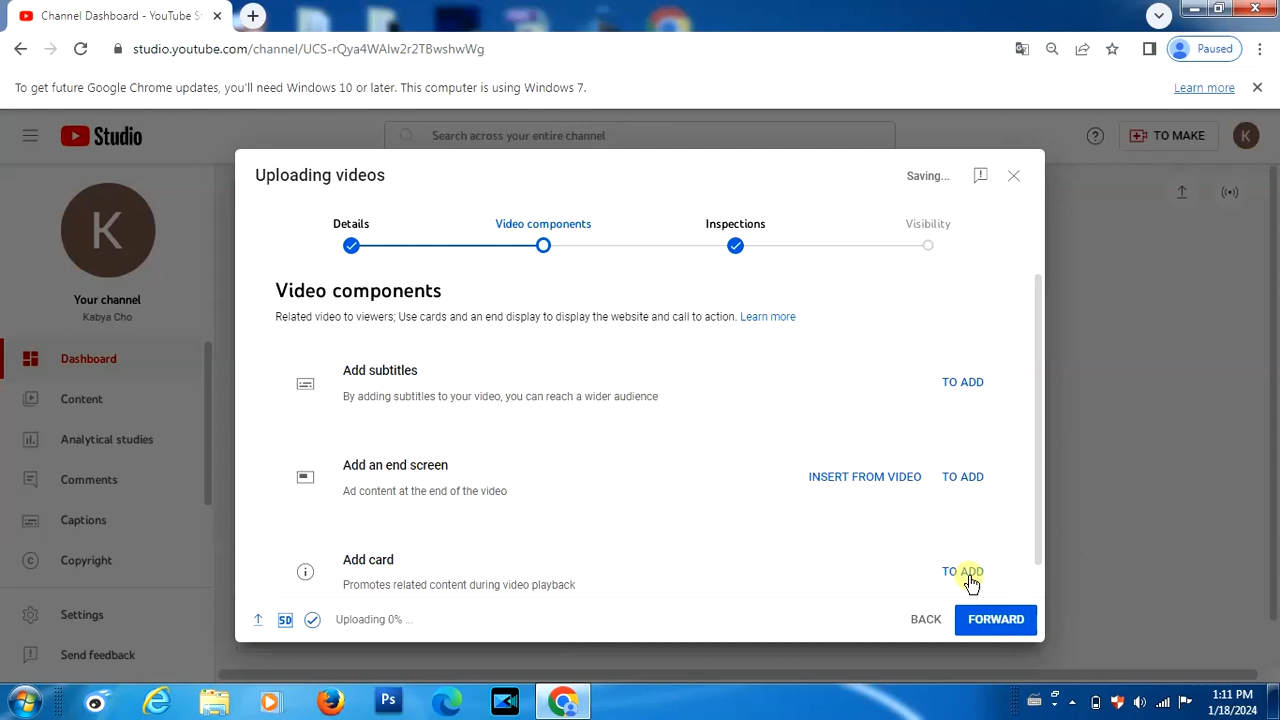 Channel Dashboard - YouTube S
studio.youtube.com/channel/UCS-rQya4WAlw2r2TBwshwWg
Paused
To get future Google Chrome updates, you'll need Windows 10 or later. This computer is using Windows 7.
Learn more
Studio
Search across your entire channel
TO MAKE
K
K
Your channel
Kabya Cho
Dashboard
Content
Analytical studies
Comments
Captions
Copyright
Settings
Send feedback
Uploading videos
Saving...
Details
Video components
Inspections
Visibility
Video components
Related video to viewers; Use cards and an end display to display the website and call to action. Learn more
Add subtitles
By adding subtitles to your video, you can reach a wider audience
TO ADD
Add an end screen
Ad content at the end of the video
INSERT FROM VIDEO
TO ADD
Add card
Promotes related content during video playback
TO ADD
SD
Uploading 0% ...
BACK
FORWARD
Ps
1:11 PM
1/18/2024